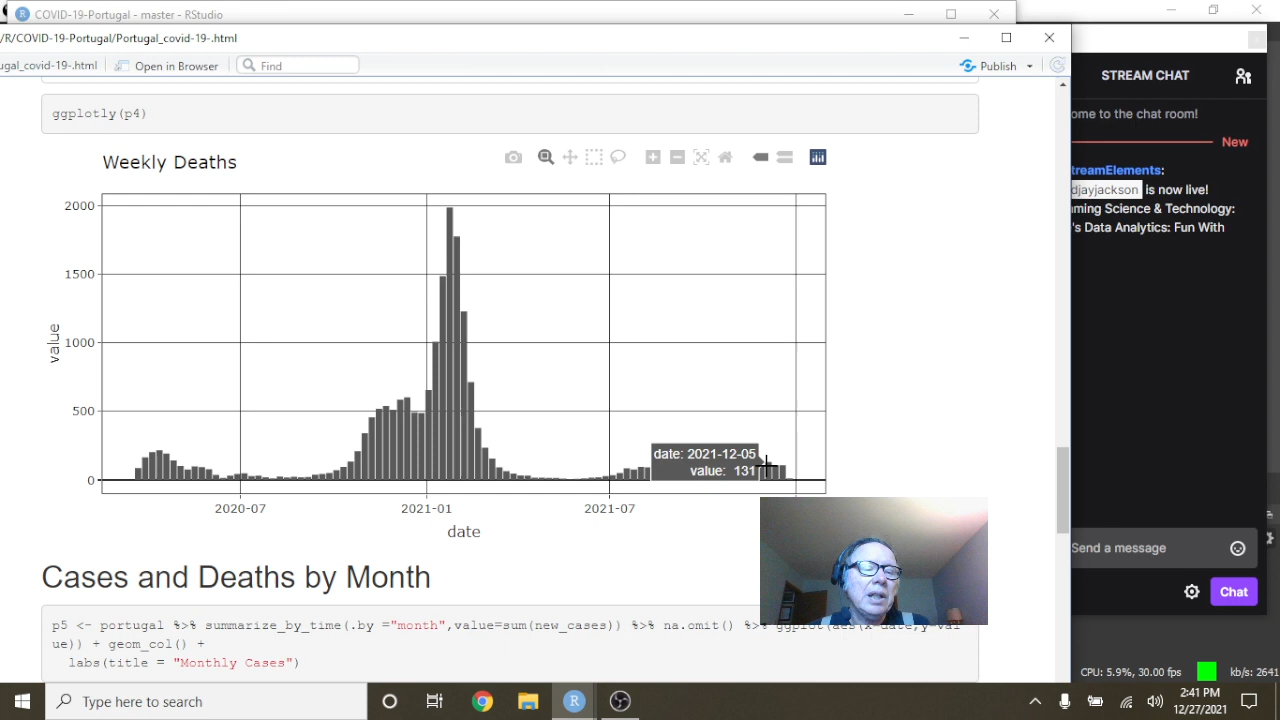 COVID-19-Portugal - master - RStudio
/R/COVID-19-Portugal/Portugal_covid-19-.html
ugal_covid-19-.html
Open in Browser
Find
Publish
ggplotly(p4)
Weekly Deaths
2000
1500
1000
500
0
value
date: 2021-12-05
value: 131
2020-07
2021-01
2021-07
date
Cases and Deaths by Month
p5 <- portugal %>% summarize_by_time(.by ="month",value=sum(new_cases)) %>% na.omit() %>% ggplot(aes(x=date,y=val
ue)) + geom_col() +
labs(title = "Monthly Cases")
STREAM CHAT
ome to the chat room!
New
treamElements:
djayjackson is now live!
ming Science & Technology:
's Data Analytics: Fun With
Send a message
Chat
CPU: 5.9%, 30.00 fps
kb/s: 2641
Type here to search
2:41 PM
12/27/2021